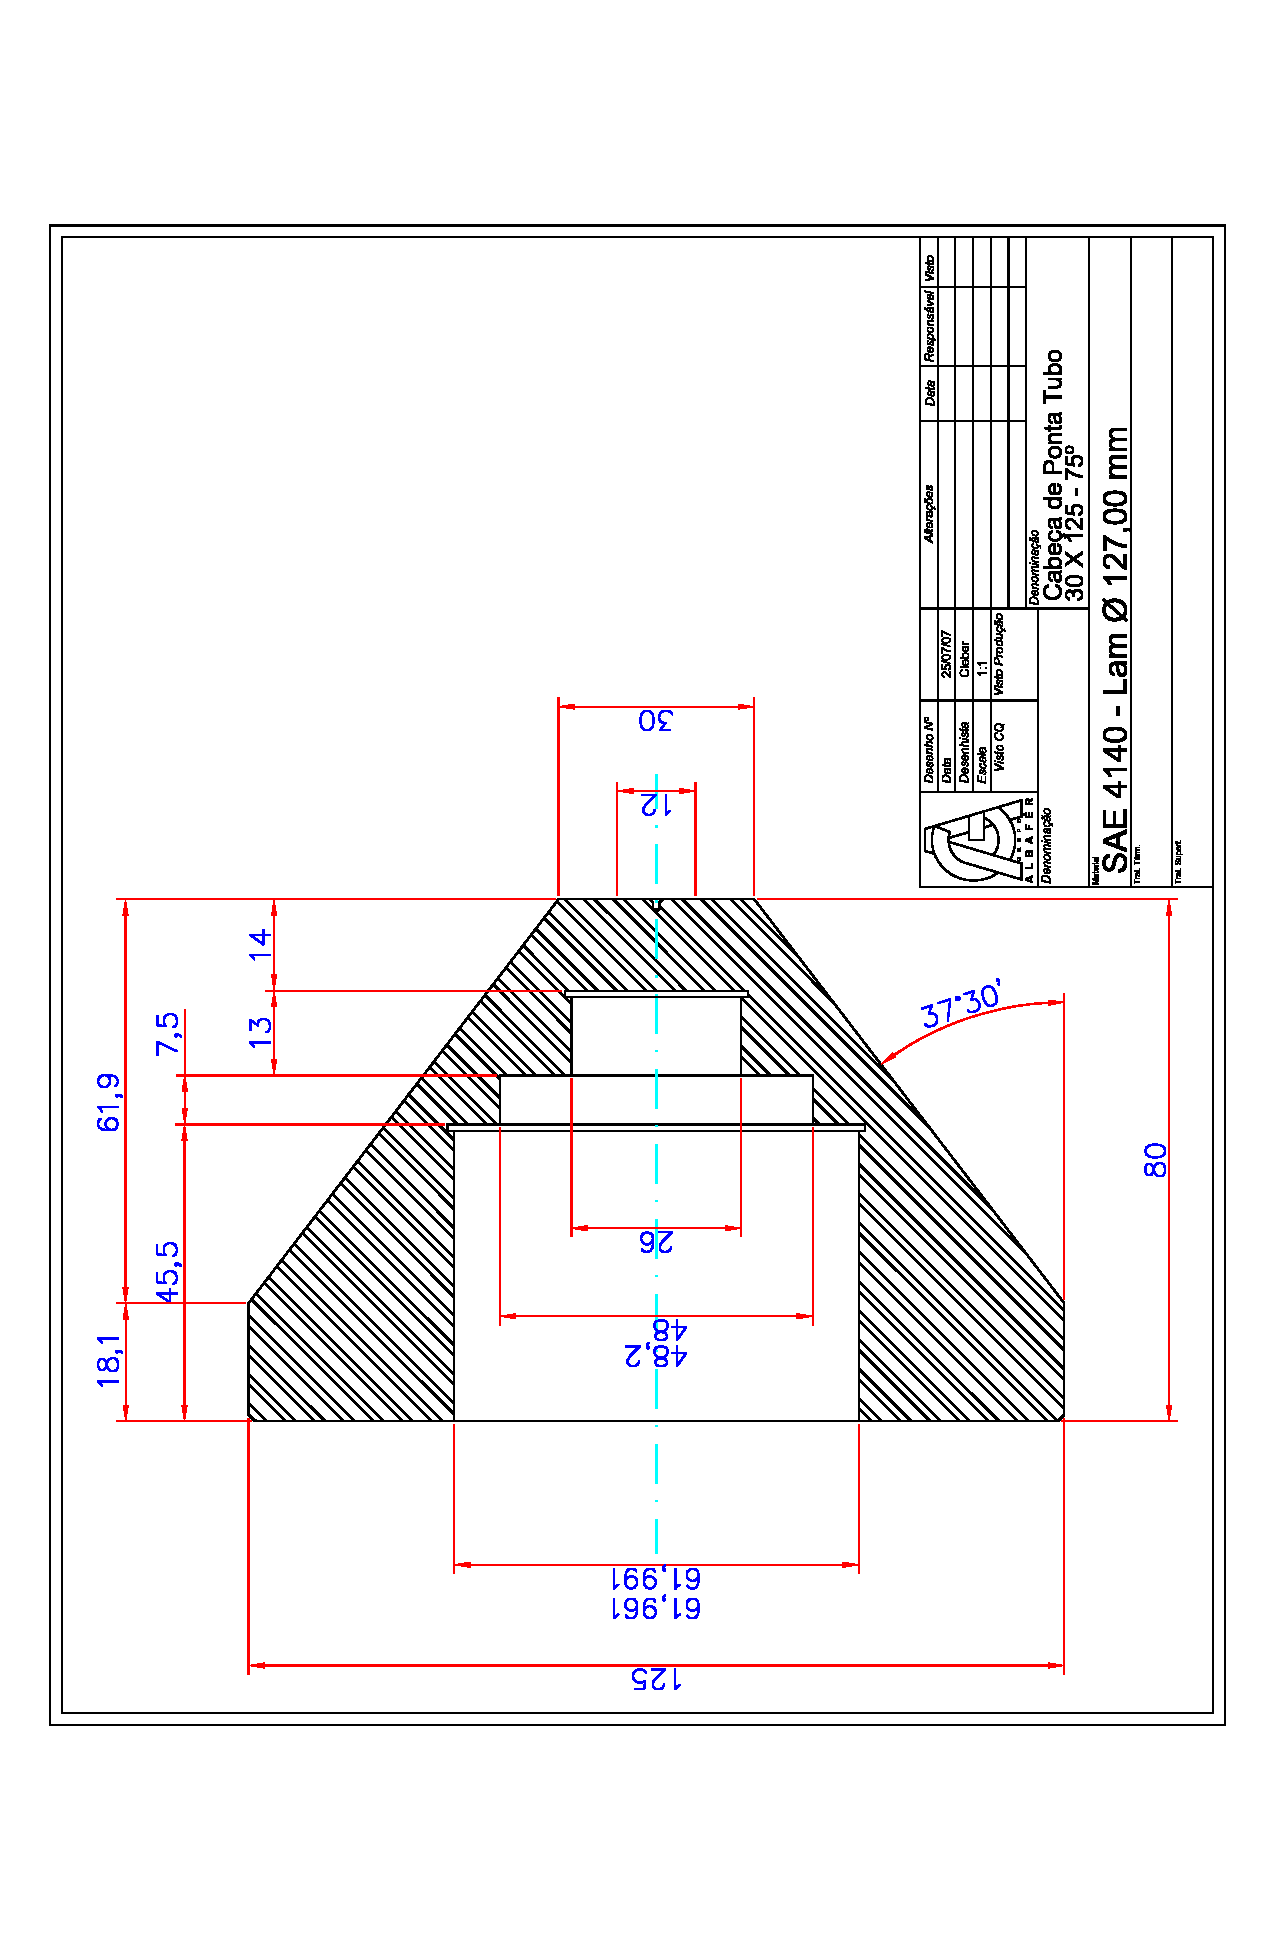 30
12
14
13
7,5
61,9
45,5
18,1
37°30'
80
26
48
48,2
61,991
61,961
125
Alterações
Data
Responsável
Visto
Desenho Nº
Data
25/07/07
Desenhista
Cleber
Escala
1:1
Visto CQ
Visto Produção
ALBAFER
Denominação
Denominação
Cabeça de Ponta Tubo
30 X 125 - 75º
Material
SAE 4140 - Lam Ø 127,00 mm
Trat. Térm.
Trat. Superf.